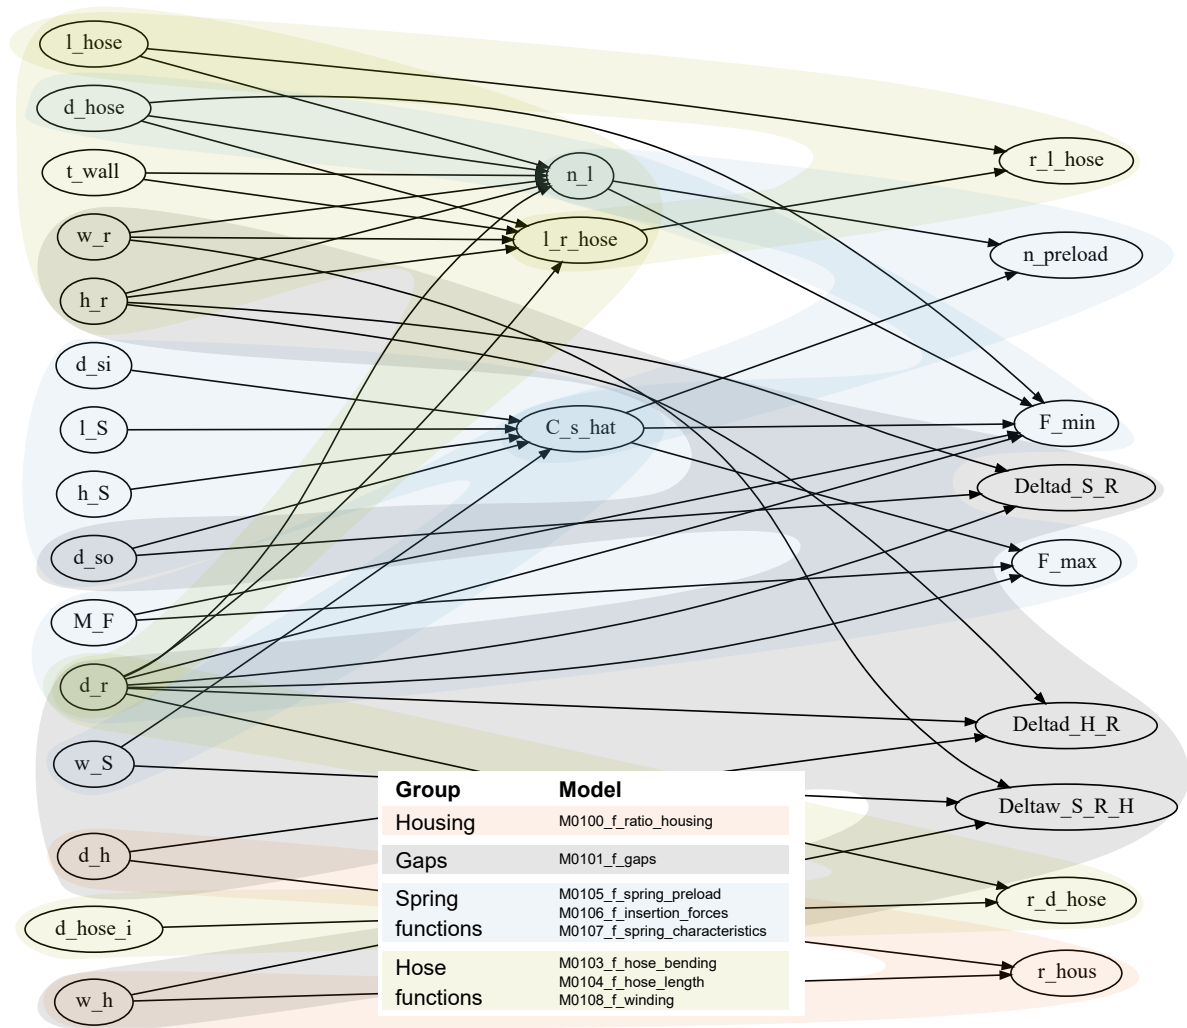 l_hose
d_hose
t_wall
w_r
h_r
d_si
l_S
h_S
d_so
M_F
d_r
w_S
d_h
d_hose_i
w_h
n_l
l_r_hose
C_s_hat
r_l_hose
n_preload
F_min
Deltad_S_R
F_max
Deltad_H_R
Deltaw_S_R_H
r_d_hose
r_hous
Group Model
Housing M0100_f_ratio_housing
Gaps M0101_f_gaps
Spring functions
M0105_f_spring_preload
M0106_f_insertion_forces
M0107_f_spring_characteristics
Hose functions
M0103_f_hose_bending
M0104_f_hose_length
M0108_f_winding